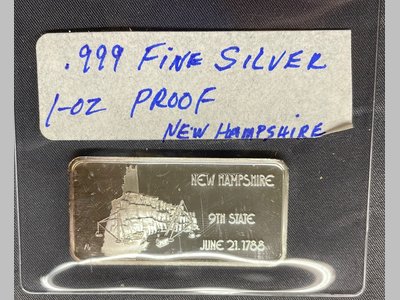 .999 FINE SILVER
1-OZ PROOF
NEW HAMPSHIRE
NEW HAMPSHIRE
9TH STATE
JUNE 21, 1788